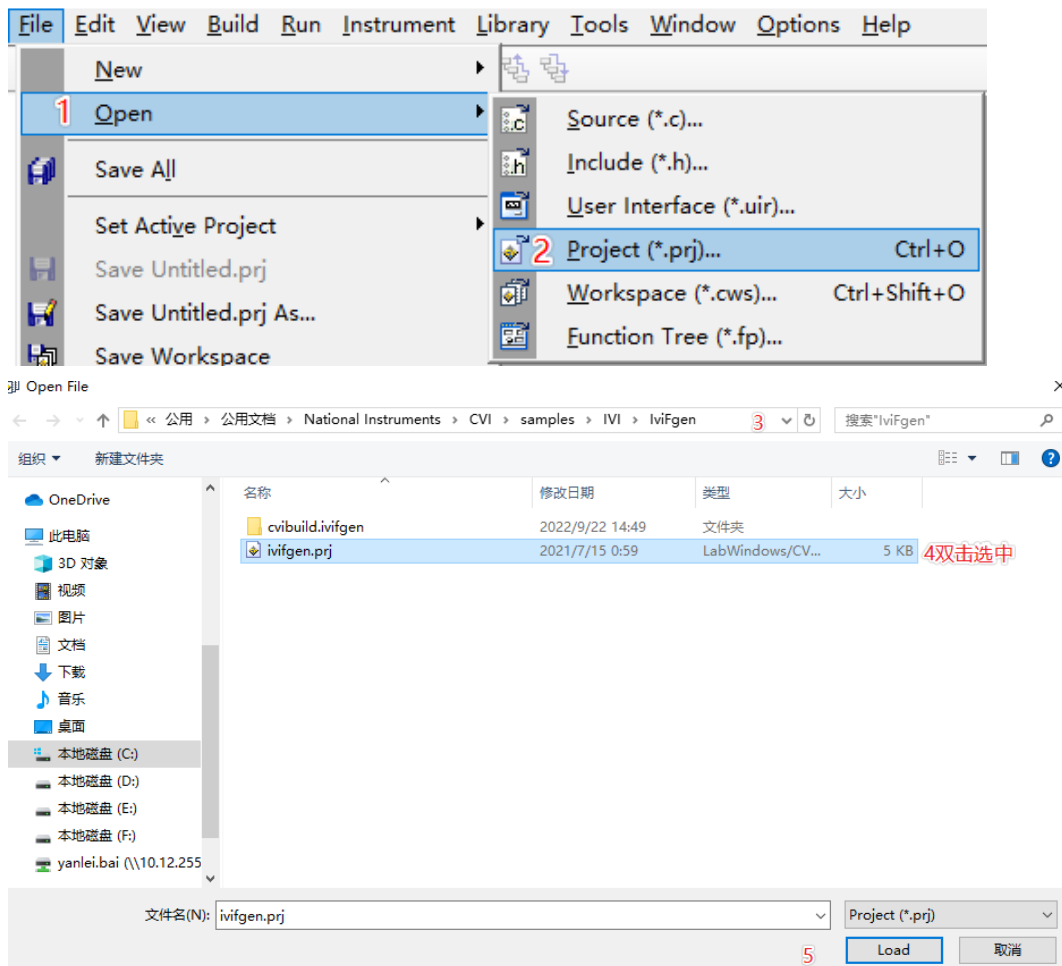 File Edit View Build Run Instrument Library Tools Window Options Help
New
1 Open
Source (*.c)...
Include (*.h)...
Save All
User Interface (*.uir)...
Set Active Project
2 Project (*.prj)... Ctrl+O
Save Untitled.prj
Workspace (*.cws)... Ctrl+Shift+O
Save Untitled.prj As...
Function Tree (*.fp)...
Save Workspace
Open File
« 公用 › 公用文档 › National Instruments › CVI › samples › IVI › IviFgen 3 搜索"IviFgen"
组织 新建文件夹
名称 修改日期 类型 大小
OneDrive
cvibuild.ivifgen 2022/9/22 14:49 文件夹
此电脑
ivifgen.prj 2021/7/15 0:59 LabWindows/CV... 5 KB 4双击选中
3D 对象
视频
图片
文档
下载
音乐
桌面
本地磁盘 (C:)
本地磁盘 (D:)
本地磁盘 (E:)
本地磁盘 (F:)
yanlei.bai (\\10.12.255
文件名(N): ivifgen.prj Project (*.prj)
5 Load 取消